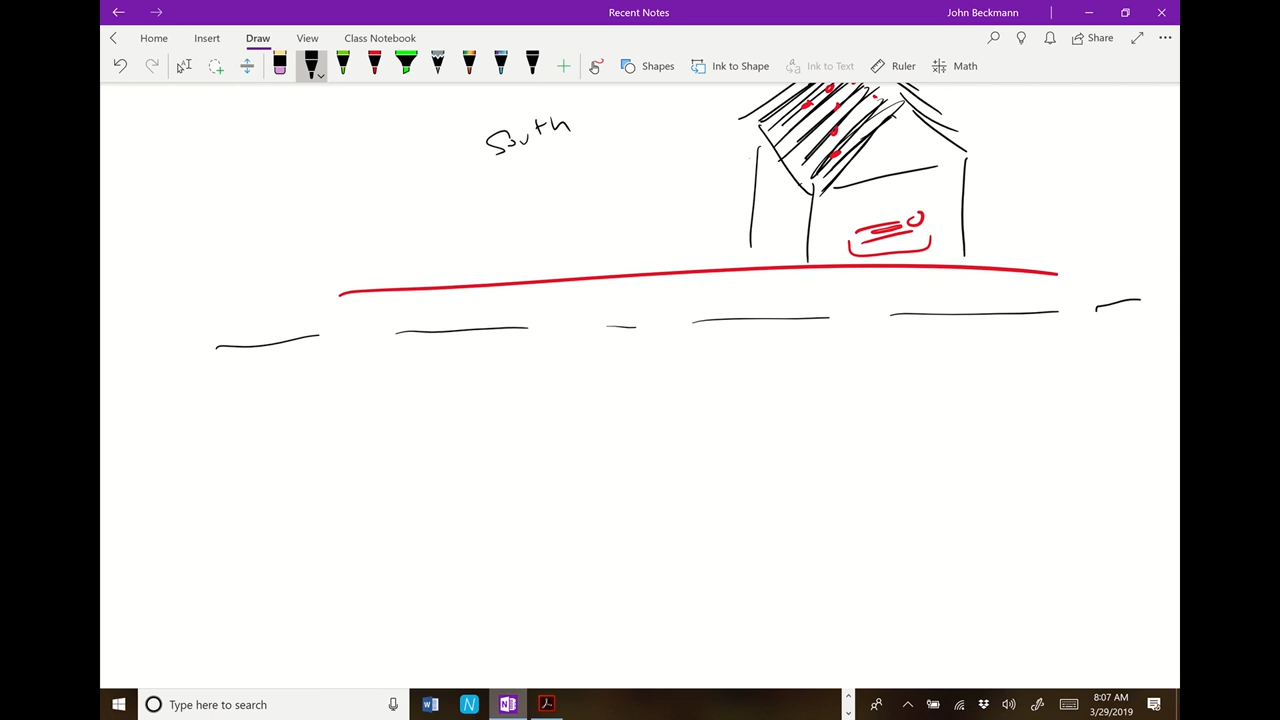 Recent Notes
John Beckmann
Home Insert Draw View Class Notebook
Share
Shapes Ink to Shape Ink to Text Ruler Math
South
Type here to search
8:07 AM
3/29/2019